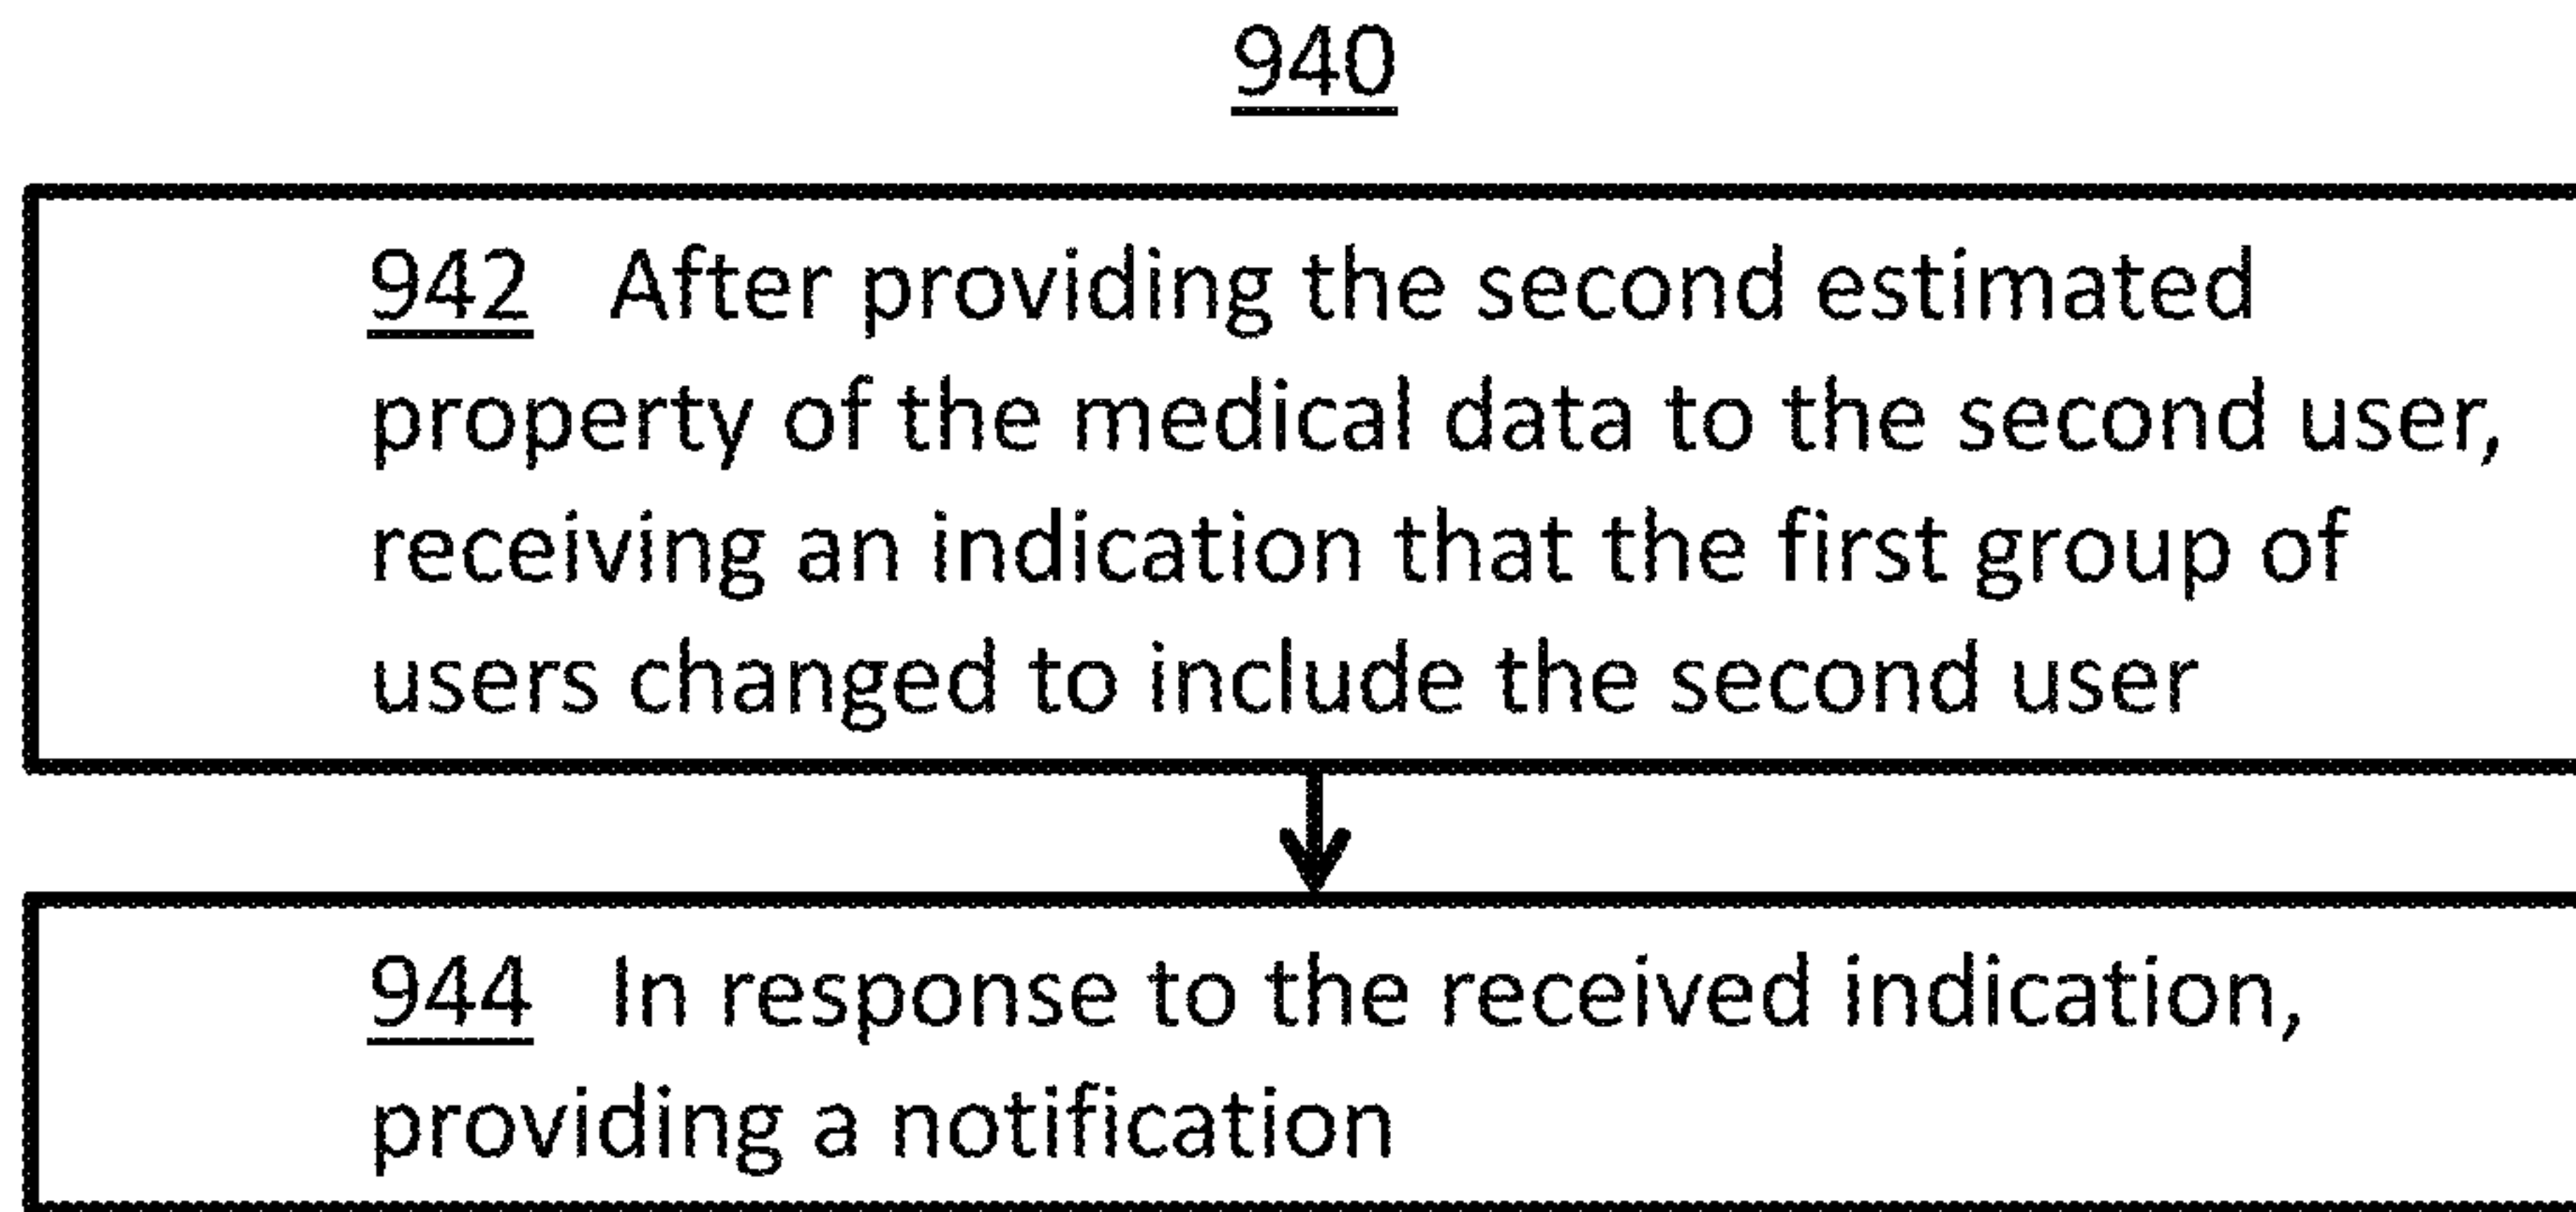 940
942 After providing the second estimated
property of the medical data to the second user,
receiving an indication that the first group of
users changed to include the second user
944 In response to the received indication,
providing a notification